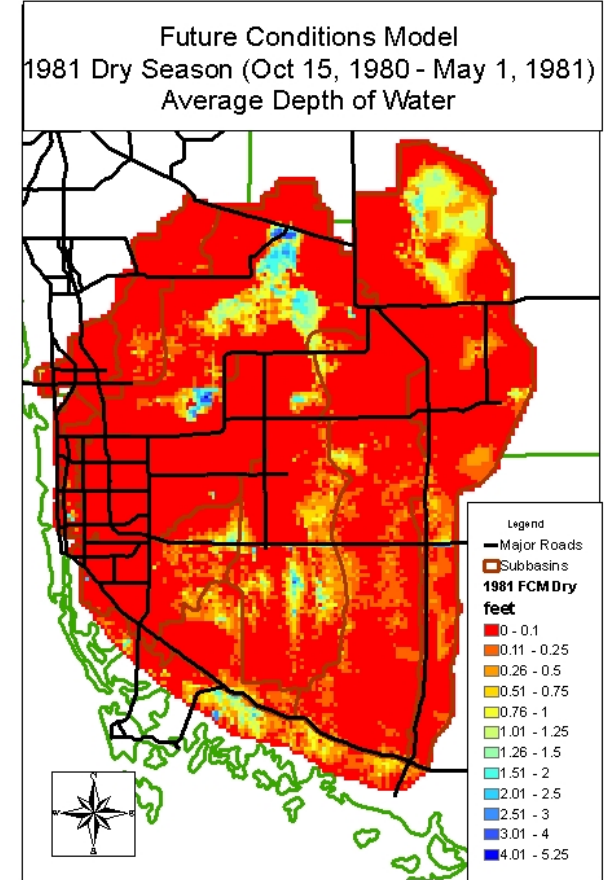 Future Conditions Model
1981 Dry Season (Oct 15, 1980 - May 1, 1981)
Average Depth of Water
Legend
Major Roads
Subbasins
1981 FCM Dry
feet
0 - 0.1
0.11 - 0.25
0.26 - 0.5
0.51 - 0.75
0.76 - 1
1.01 - 1.25
1.26 - 1.5
1.51 - 2
2.01 - 2.5
2.51 - 3
3.01 - 4
4.01 - 5.25